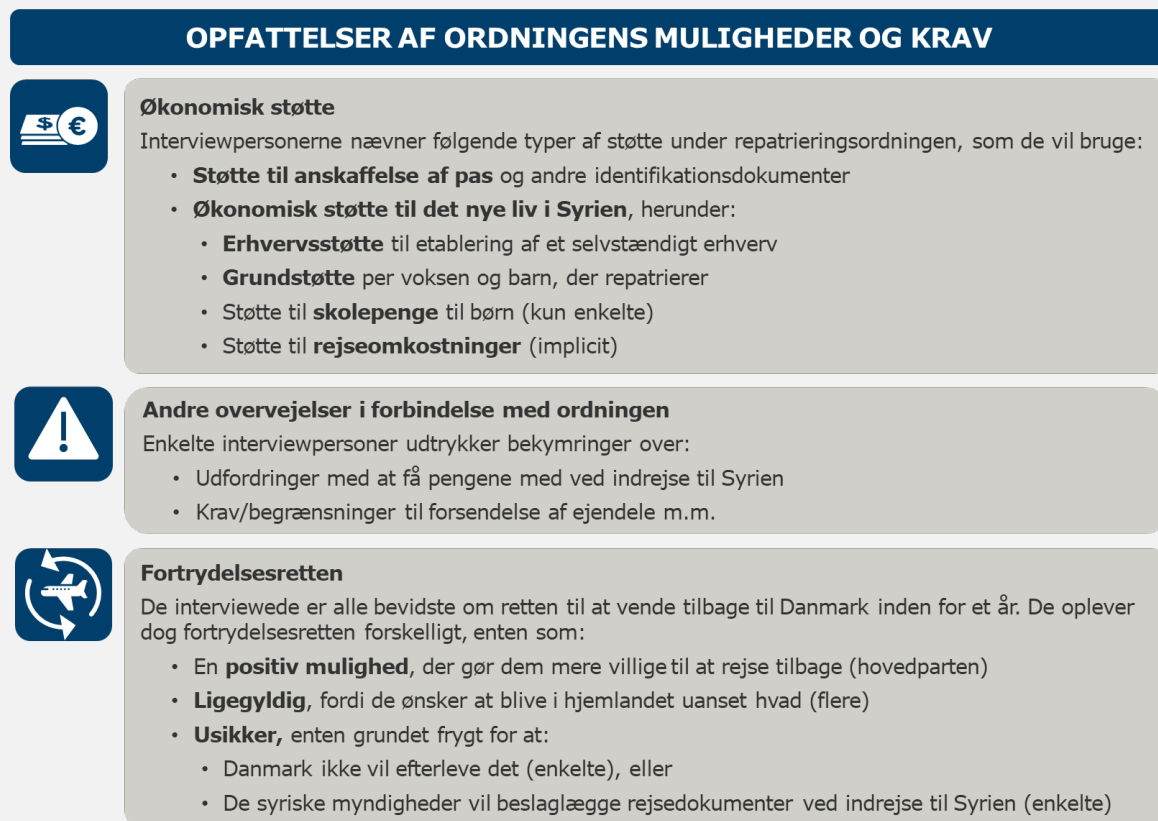 OPFATTELSER AF ORDNINGENS MULIGHEDER OG KRAV
$ €
Økonomisk støtte
Interviewpersonerne nævner følgende typer af støtte under repatrieringsordningen, som de vil bruge:
• Støtte til anskaffelse af pas og andre identifikationsdokumenter
• Økonomisk støtte til det nye liv i Syrien, herunder:
• Erhvervsstøtte til etablering af et selvstændigt erhverv
• Grundstøtte per voksen og barn, der repatrierer
• Støtte til skolepenge til børn (kun enkelte)
• Støtte til rejseomkostninger (implicit)
Andre overvejelser i forbindelse med ordningen
Enkelte interviewpersoner udtrykker bekymringer over:
• Udfordringer med at få pengene med ved indrejse til Syrien
• Krav/begrænsninger til forsendelse af ejendele m.m.
Fortrydelsesretten
De interviewede er alle bevidste om retten til at vende tilbage til Danmark inden for et år. De oplever
dog fortrydelsesretten forskelligt, enten som:
• En positiv mulighed, der gør dem mere villige til at rejse tilbage (hovedparten)
• Ligegyldig, fordi de ønsker at blive i hjemlandet uanset hvad (flere)
• Usikker, enten grundet frygt for at:
• Danmark ikke vil efterleve det (enkelte), eller
• De syriske myndigheder vil beslaglægge rejsedokumenter ved indrejse til Syrien (enkelte)